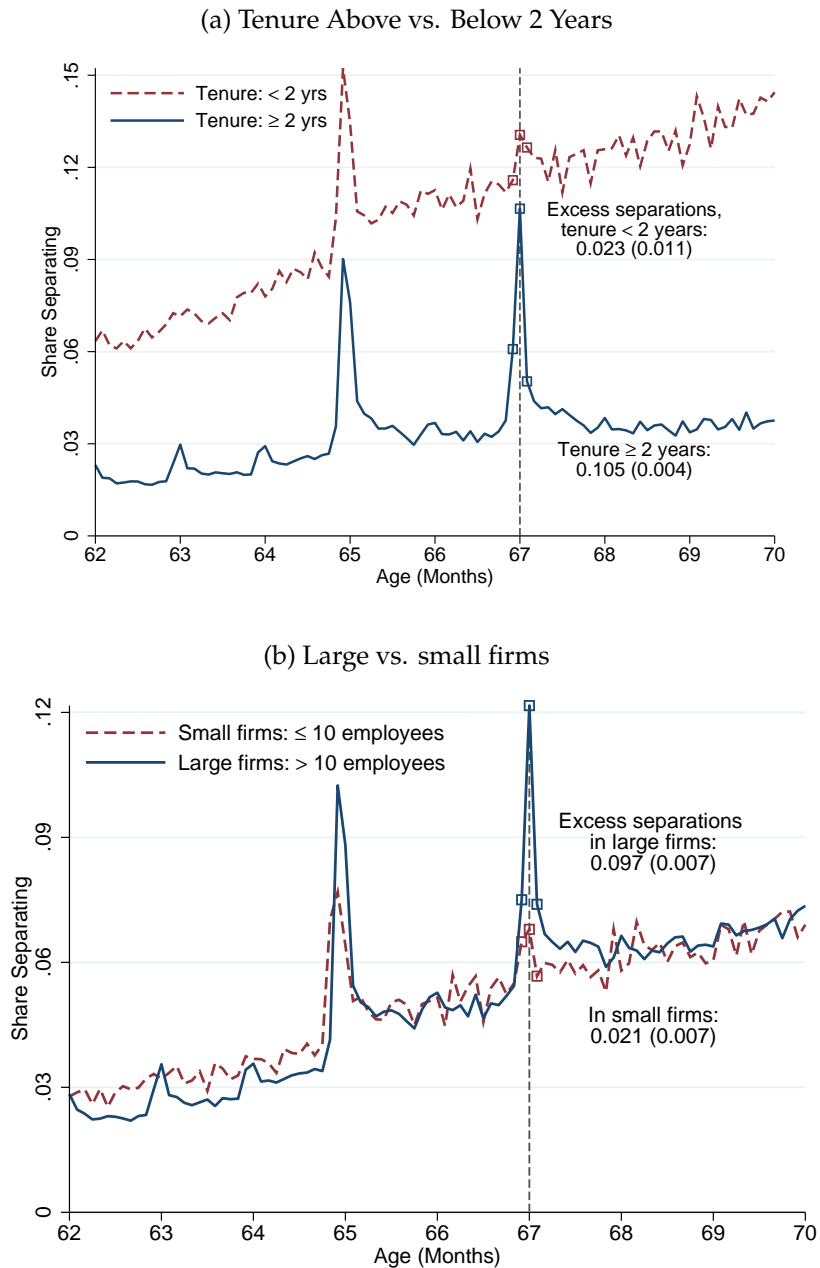 (a) Tenure Above vs. Below 2 Years
Share Separating
.15
.12
.09
.06
.03
0
Tenure: < 2 yrs
Tenure: ≥ 2 yrs
Excess separations,
tenure < 2 years:
0.023 (0.011)
Tenure ≥ 2 years:
0.105 (0.004)
62 63 64 65 66 67 68 69 70
Age (Months)
(b) Large vs. small firms
Share Separating
.12
.09
.06
.03
0
Small firms: ≤ 10 employees
Large firms: > 10 employees
Excess separations
in large firms:
0.097 (0.007)
In small firms:
0.021 (0.007)
62 63 64 65 66 67 68 69 70
Age (Months)